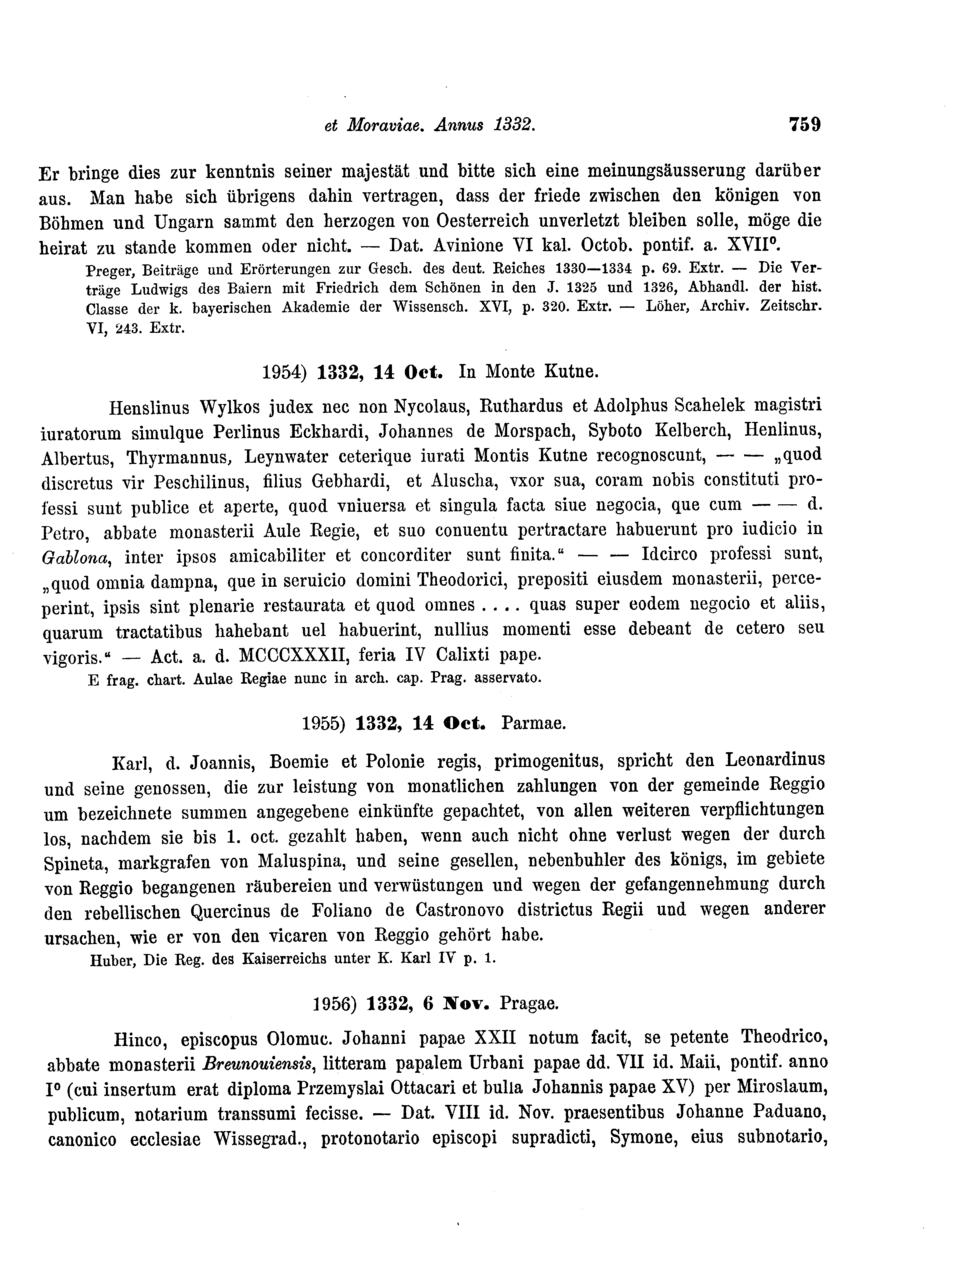 et Moraviae. Annus 1332. 759
Er bringe dies zur kenntnis seiner majestät und bitte sich eine meinungsäusserung darüber
aus. Man habe sich übrigens dahin vertragen, dass der friede zwischen den königen von
Böhmen und Ungarn sammt den herzogen von Oesterreich unverletzt bleiben solle, möge die
heirat zu stande kommen oder nicht. — Dat. Avinione VI kal. Octob. pontif. a. XVII⁰.
Preger, Beiträge und Erörterungen zur Gesch. des deut. Reiches 1330—1334 p. 69. Extr. — Die Ver-
träge Ludwigs des Baiern mit Friedrich dem Schönen in den J. 1325 und 1326, Abhandl. der hist.
Classe der k. bayerischen Akademie der Wissensch. XVI, p. 320. Extr. — Löher, Archiv. Zeitschr.
VI, 243. Extr.
1954) 1332, 14 Oct. In Monte Kutne.
Henslinus Wylkos judex nec non Nycolaus, Ruthardus et Adolphus Scahelek magistri
iuratorum simulque Perlinus Eckhardi, Johannes de Morspach, Syboto Kelberch, Henlinus,
Albertus, Thyrmannus, Leynwater ceterique iurati Montis Kutne recognoscunt, — — „quod
discretus vir Peschilinus, filius Gebhardi, et Aluscha, vxor sua, coram nobis constituti pro-
fessi sunt publice et aperte, quod vniuersa et singula facta siue negocia, que cum — — d.
Petro, abbate monasterii Aule Regie, et suo conuentu pertractare habuerunt pro iudicio in
Gablona, inter ipsos amicabiliter et concorditer sunt finita.“ — — Idcirco professi sunt,
„quod omnia dampna, que in seruicio domini Theodorici, prepositi eiusdem monasterii, perce-
perint, ipsis sint plenarie restaurata et quod omnes . . . . quas super eodem negocio et aliis,
quarum tractatibus hahebant uel habuerint, nullius momenti esse debeant de cetero seu
vigoris.“ — Act. a. d. MCCCXXXII, feria IV Calixti pape.
E frag. chart. Aulae Regiae nunc in arch. cap. Prag. asservato.
1955) 1332, 14 Oct. Parmae.
Karl, d. Joannis, Boemie et Polonie regis, primogenitus, spricht den Leonardinus
und seine genossen, die zur leistung von monatlichen zahlungen von der gemeinde Reggio
um bezeichnete summen angegebene einkünfte gepachtet, von allen weiteren verpflichtungen
los, nachdem sie bis 1. oct. gezahlt haben, wenn auch nicht ohne verlust wegen der durch
Spineta, markgrafen von Maluspina, und seine gesellen, nebenbuhler des königs, im gebiete
von Reggio begangenen räubereien und verwüstungen und wegen der gefangennehmung durch
den rebellischen Quercinus de Foliano de Castronovo districtus Regii und wegen anderer
ursachen, wie er von den vicaren von Reggio gehört habe.
Huber, Die Reg. des Kaiserreichs unter K. Karl IV p. 1.
1956) 1332, 6 Nov. Pragae.
Hinco, episcopus Olomuc. Johanni papae XXII notum facit, se petente Theodrico,
abbate monasterii Breunouiensis, litteram papalem Urbani papae dd. VII id. Maii, pontif. anno
I⁰ (cui insertum erat diploma Przemyslai Ottacari et bulla Johannis papae XV) per Miroslaum,
publicum, notarium transsumi fecisse. — Dat. VIII id. Nov. praesentibus Johanne Paduano,
canonico ecclesiae Wissegrad., protonotario episcopi supradicti, Symone, eius subnotario,